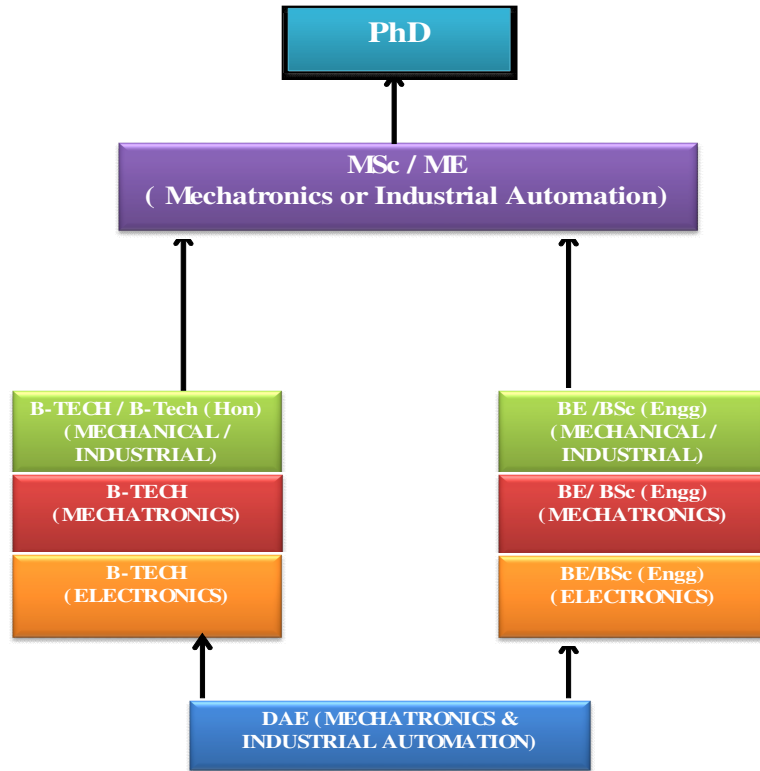 PhD
MSc / ME
( Mechatronics or Industrial Automation)
B-TECH / B-Tech (Hon)
(MECHANICAL /
INDUSTRIAL)
B-TECH
(MECHATRONICS)
B-TECH
(ELECTRONICS)
BE /BSc (Engg)
(MECHANICAL /
INDUSTRIAL)
BE/ BSc (Engg)
(MECHATRONICS)
BE/BSc (Engg)
(ELECTRONICS)
DAE (MECHATRONICS &
INDUSTRIAL AUTOMATION)